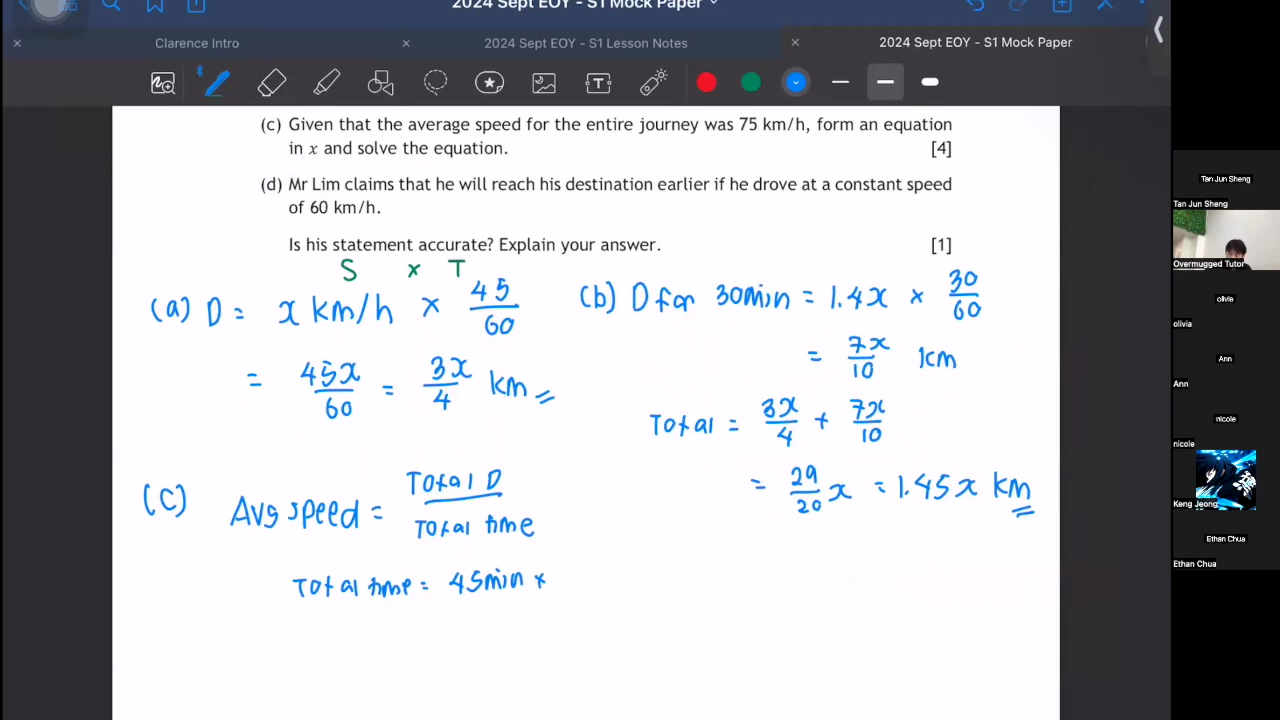 2024 Sept EOY - S1 Mock Paper
Clarence Intro
2024 Sept EOY - S1 Lesson Notes
2024 Sept EOY - S1 Mock Paper
(c) Given that the average speed for the entire journey was 75 km/h, form an equation
in x and solve the equation. [4]
(d) Mr Lim claims that he will reach his destination earlier if he drove at a constant speed
of 60 km/h.
Is his statement accurate? Explain your answer. [1]
S × T
(a) D = x km/h × 45/60
= 45x/60 = 3x/4 km
(b) D for 30min = 1.4x × 30/60
= 7x/10 km
Total = 3x/4 + 7x/10
= 29/20 x = 1.45x km
(c) Avg speed = Total D / Total time
Total time = 45min +
Tan Jun Sheng
Tan Jun Sheng
Overmugged Tutor
olivia
olivia
Ann
Ann
nicole
nicole
Keng Jeong
Ethan Chua
Ethan Chua